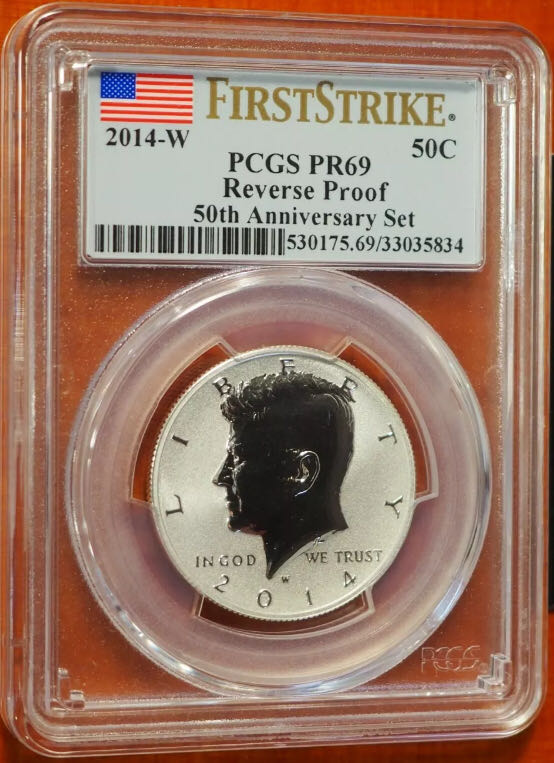 FIRSTSTRIKE®
2014-W 50C
PCGS PR69
Reverse Proof
50th Anniversary Set
530175.69/33035834
LIBERTY
IN GOD WE TRUST
W
2014
PCGS